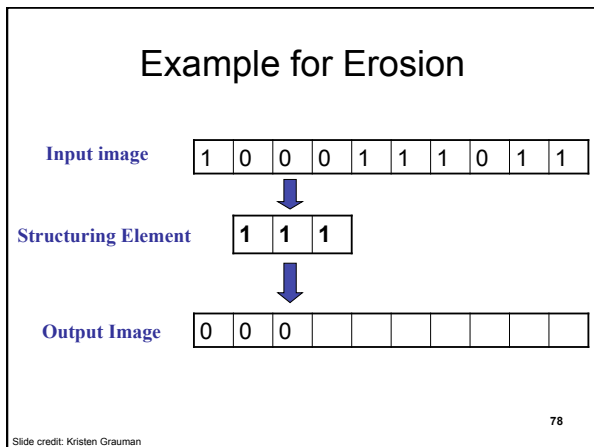 Example for Erosion
Input image 1 0 0 0 1 1 1 0 1 1
Structuring Element 1 1 1
Output Image 0 0 0
78
Slide credit: Kristen Grauman